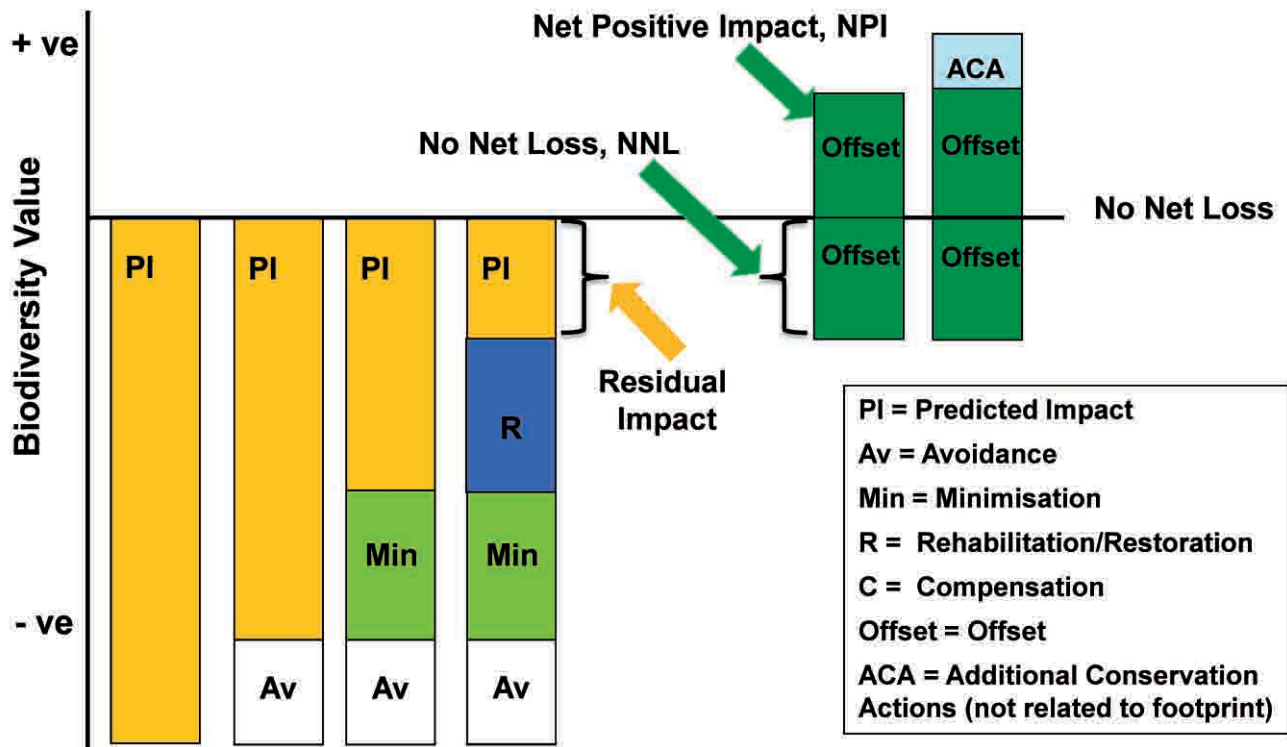 + ve
Net Positive Impact, NPI
ACA
No Net Loss, NNL
Offset
Offset
Biodiversity Value
No Net Loss
PI
PI
PI
PI
Offset
Offset
Residual
Impact
R
Min
Min
- ve
Av
Av
Av
PI = Predicted Impact
Av = Avoidance
Min = Minimisation
R = Rehabilitation/Restoration
C = Compensation
Offset = Offset
ACA = Additional Conservation
Actions (not related to footprint)